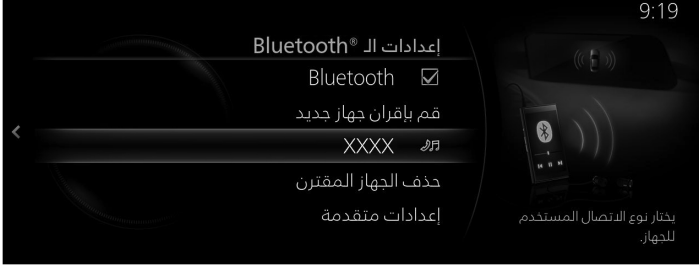 9:19
إعدادات الـ Bluetooth®
Bluetooth
قم بإقران جهاز جديد
XXXX
حذف الجهاز المقترن
إعدادات متقدمة
يختار نوع الاتصال المستخدم
للجهاز.